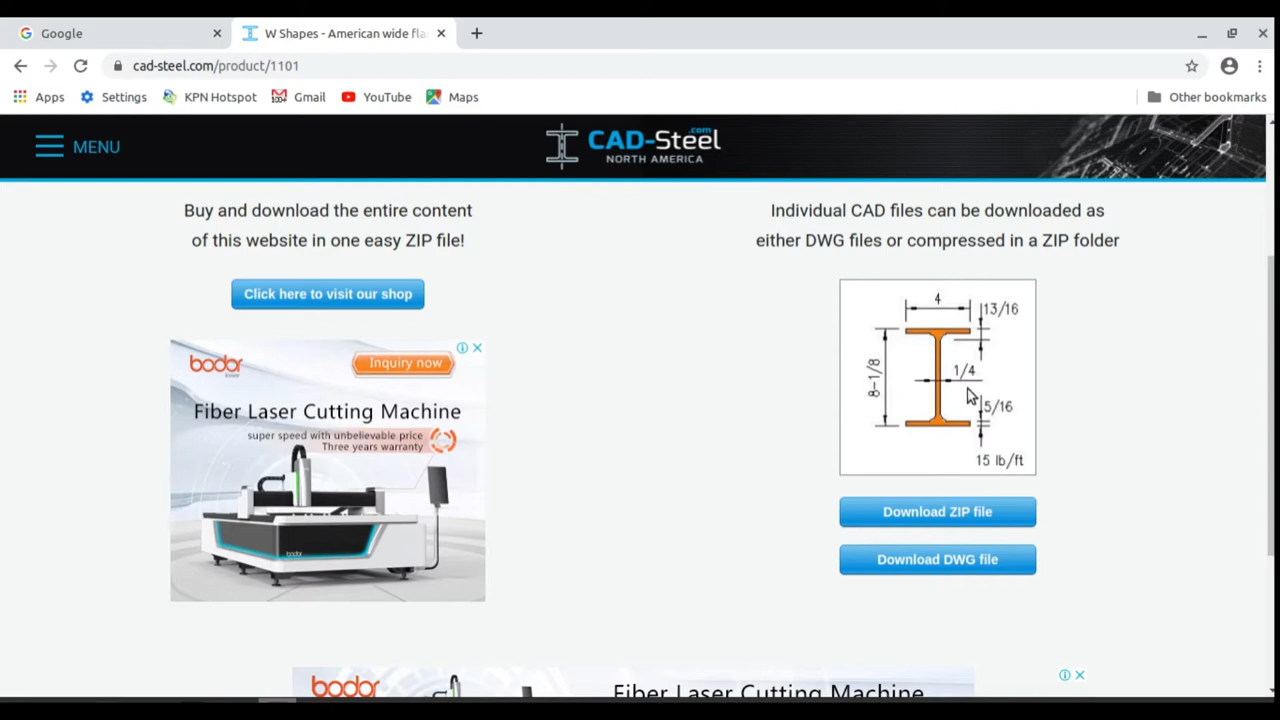 Google
W Shapes - American wide fla
cad-steel.com/product/1101
Apps Settings KPN Hotspot 100+ Gmail YouTube Maps Other bookmarks
MENU
CAD-Steel.com
NORTH AMERICA
Buy and download the entire content
of this website in one easy ZIP file!
Click here to visit our shop
bodor
Inquiry now
Fiber Laser Cutting Machine
super speed with unbelievable price
Three years warranty
bodor
Individual CAD files can be downloaded as
either DWG files or compressed in a ZIP folder
4
13/16
8-1/8
1/4
5/16
15 lb/ft
Download ZIP file
Download DWG file
bodor
Fiber Laser Cutting Machine